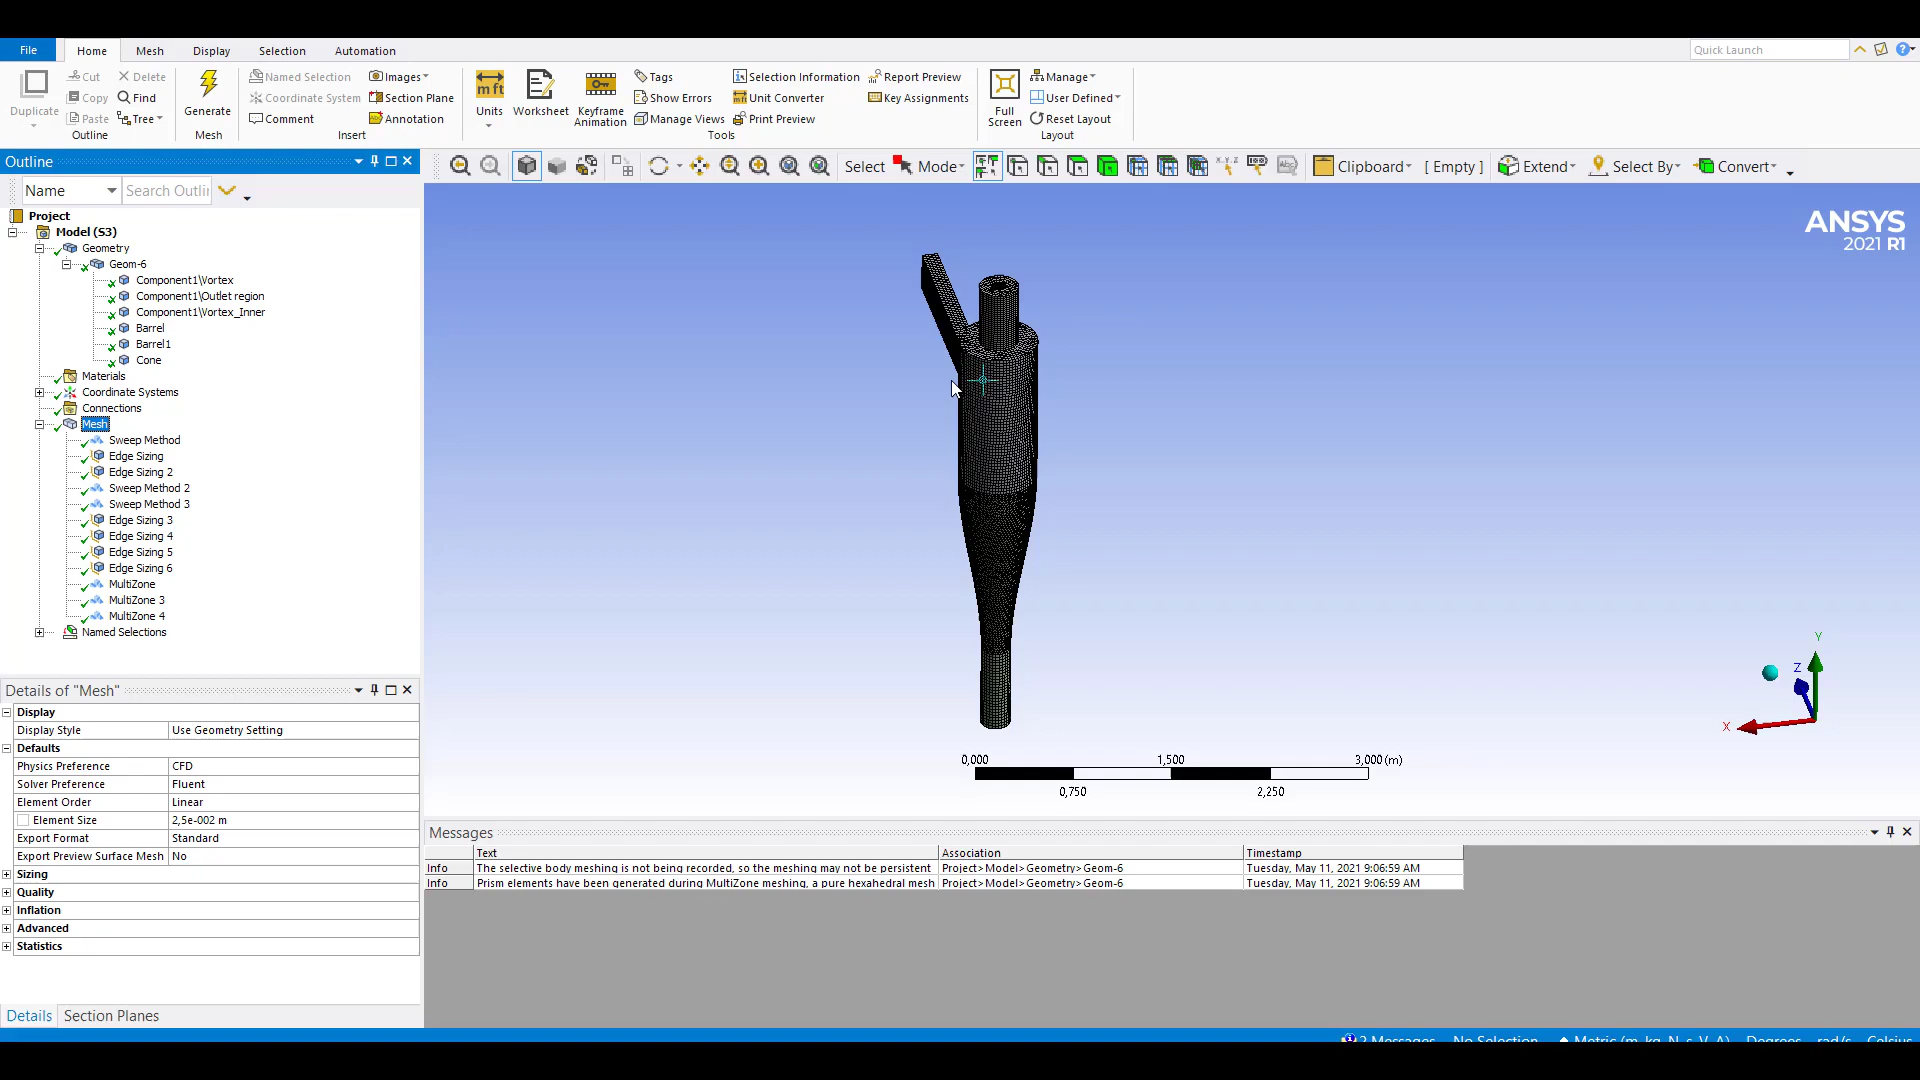 File Home Mesh Display Selection Automation Quick Launch
Cut Delete Named Selection Images Tags Selection Information Report Preview Manage
Duplicate Copy Find Generate Coordinate System Section Plane Units Worksheet Keyframe Animation Show Errors Unit Converter Key Assignments Full Screen User Defined
Paste Tree Comment Annotation Manage Views Print Preview Reset Layout
Outline Mesh Insert Tools Layout
Outline
Select Mode Clipboard [ Empty ] Extend Select By Convert
Name Search Outlin
Project
Model (S3)
Geometry
Geom-6
Component1\Vortex
Component1\Outlet region
Component1\Vortex_Inner
Barrel
Barrel1
Cone
Materials
Coordinate Systems
Connections
Mesh
Sweep Method
Edge Sizing
Edge Sizing 2
Sweep Method 2
Sweep Method 3
Edge Sizing 3
Edge Sizing 4
Edge Sizing 5
Edge Sizing 6
MultiZone
MultiZone 3
MultiZone 4
Named Selections
ANSYS
2021 R1
Y
Z
X
0,000 1,500 3,000 (m)
0,750 2,250
Details of "Mesh"
Display
Display Style Use Geometry Setting
Defaults
Physics Preference CFD
Solver Preference Fluent
Element Order Linear
Element Size 2,5e-002 m
Export Format Standard
Export Preview Surface Mesh No
Sizing
Quality
Inflation
Advanced
Statistics
Details Section Planes
Messages
Text Association Timestamp
Info The selective body meshing is not being recorded, so the meshing may not be persistent Project>Model>Geometry>Geom-6 Tuesday, May 11, 2021 9:06:59 AM
Info Prism elements have been generated during MultiZone meshing, a pure hexahedral mesh Project>Model>Geometry>Geom-6 Tuesday, May 11, 2021 9:06:59 AM
2 Messages No Selection Metric (m, kg, N, s, V, A) Degrees rad/s Celsius